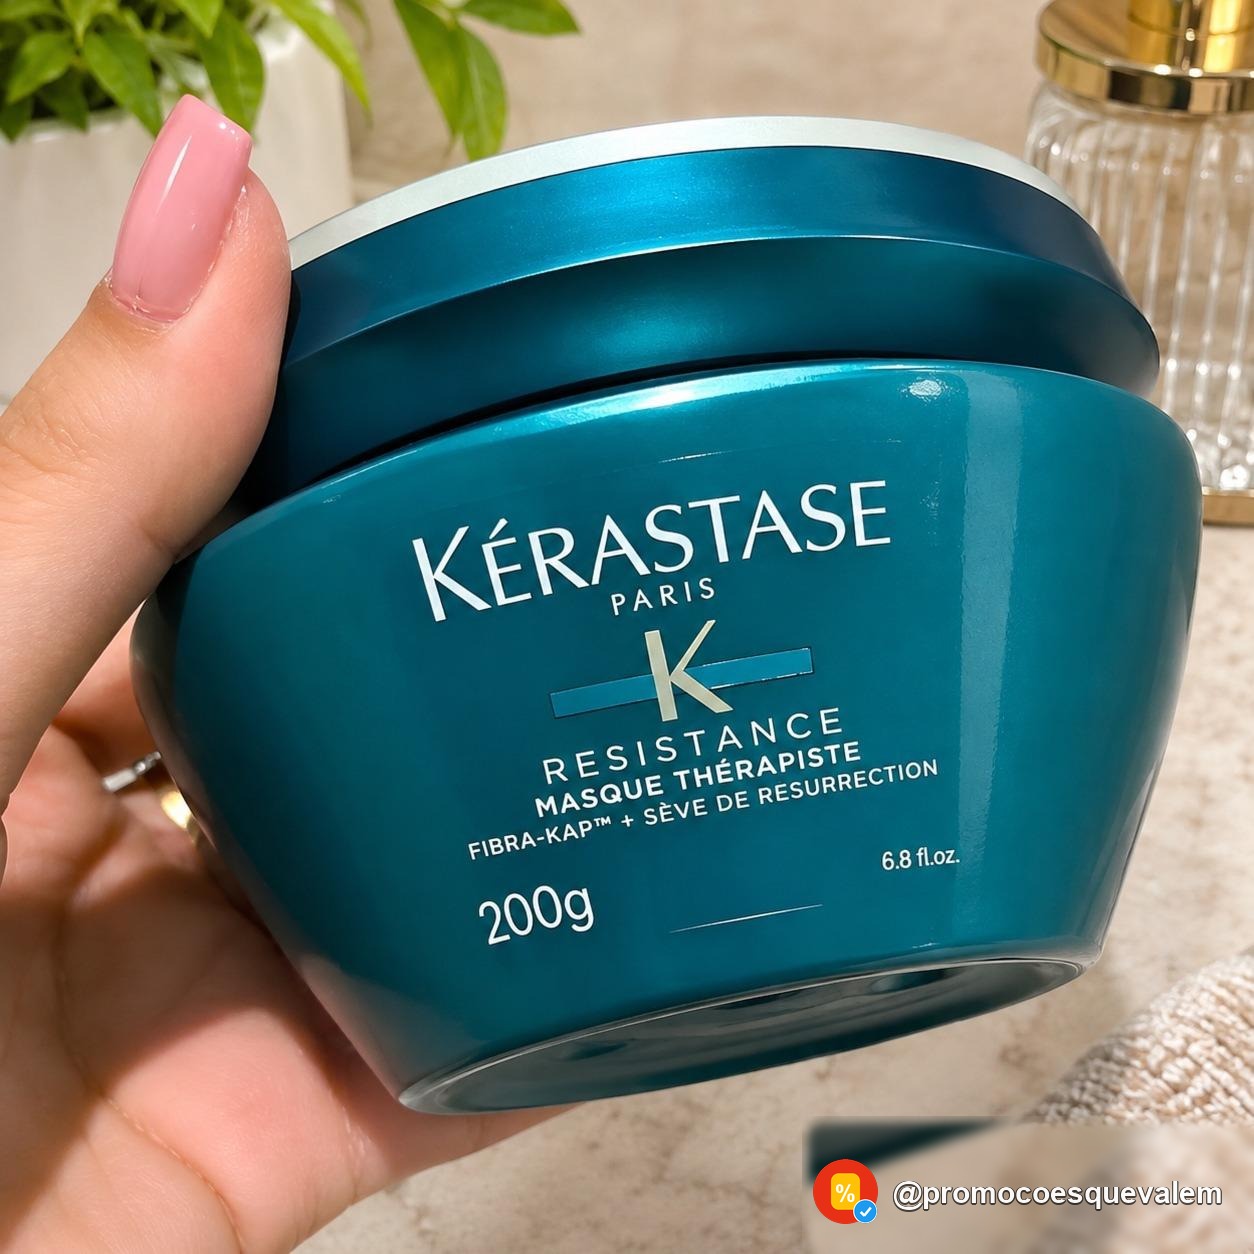 KÉRASTASE
PARIS
K
RESISTANCE
MASQUE THÉRAPISTE
FIBRA-KAP™ + SÈVE DE RESURRECTION
6.8 fl.oz.
200g
%
@promocoesquevalem